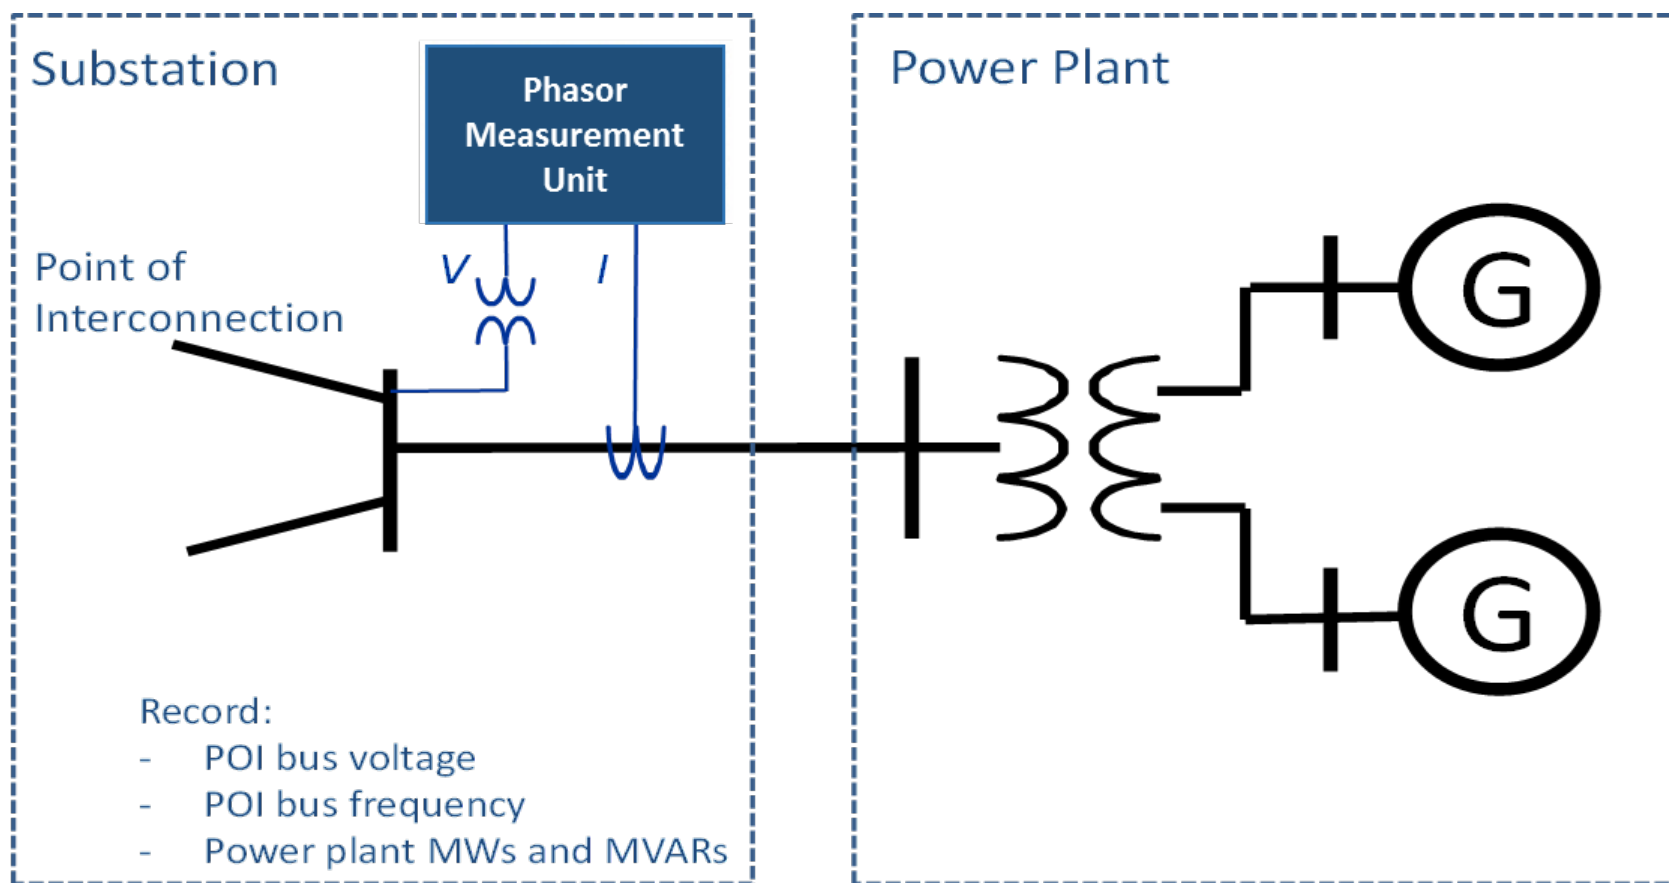 Substation
Phasor
Measurement
Unit
Power Plant
Point of
Interconnection
V
I
G
G
Record:
- POI bus voltage
- POI bus frequency
- Power plant MWs and MVARs